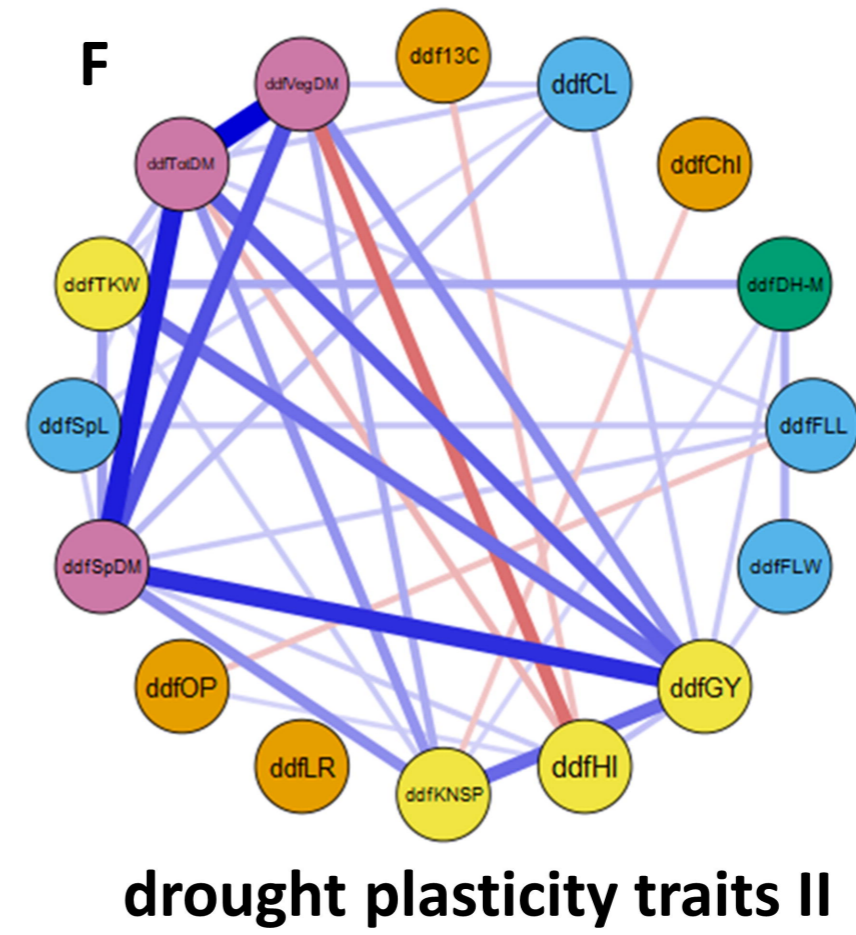 F
ddf13C
ddfVegDM
ddfCL
ddfTotDM
ddfChl
ddfTKW
ddfDH-M
ddfSpL
ddfFLL
ddfSpDM
ddfFLW
ddfOP
ddfGY
ddfLR
ddfHI
ddfKNSP
drought plasticity traits II